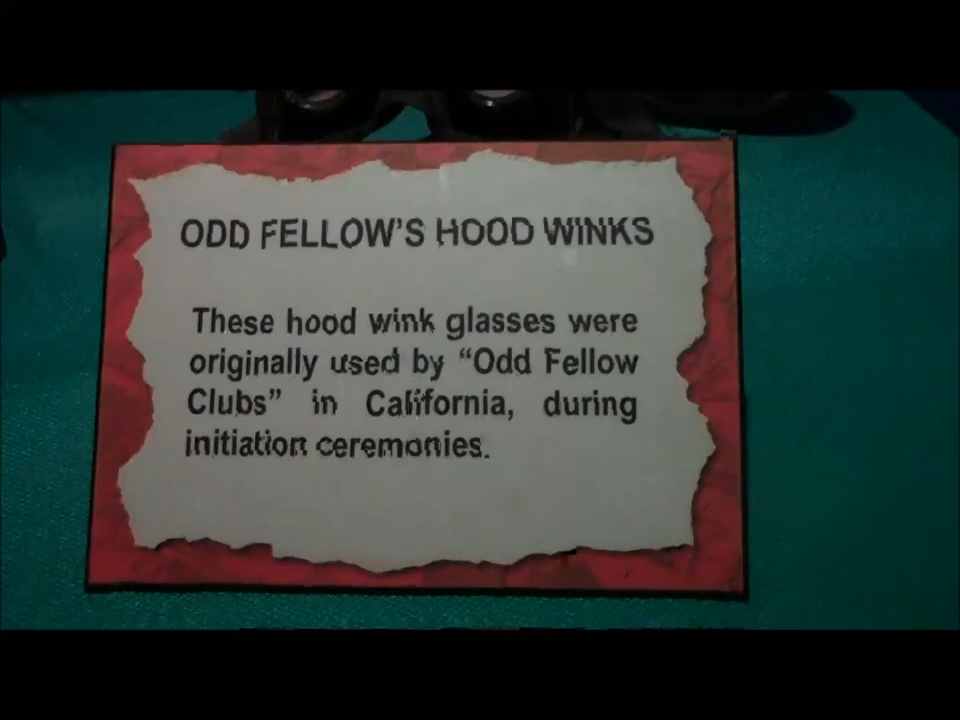 ODD FELLOW'S HOOD WINKS
These hood wink glasses were
originally used by “Odd Fellow
Clubs” in California, during
initiation ceremonies.